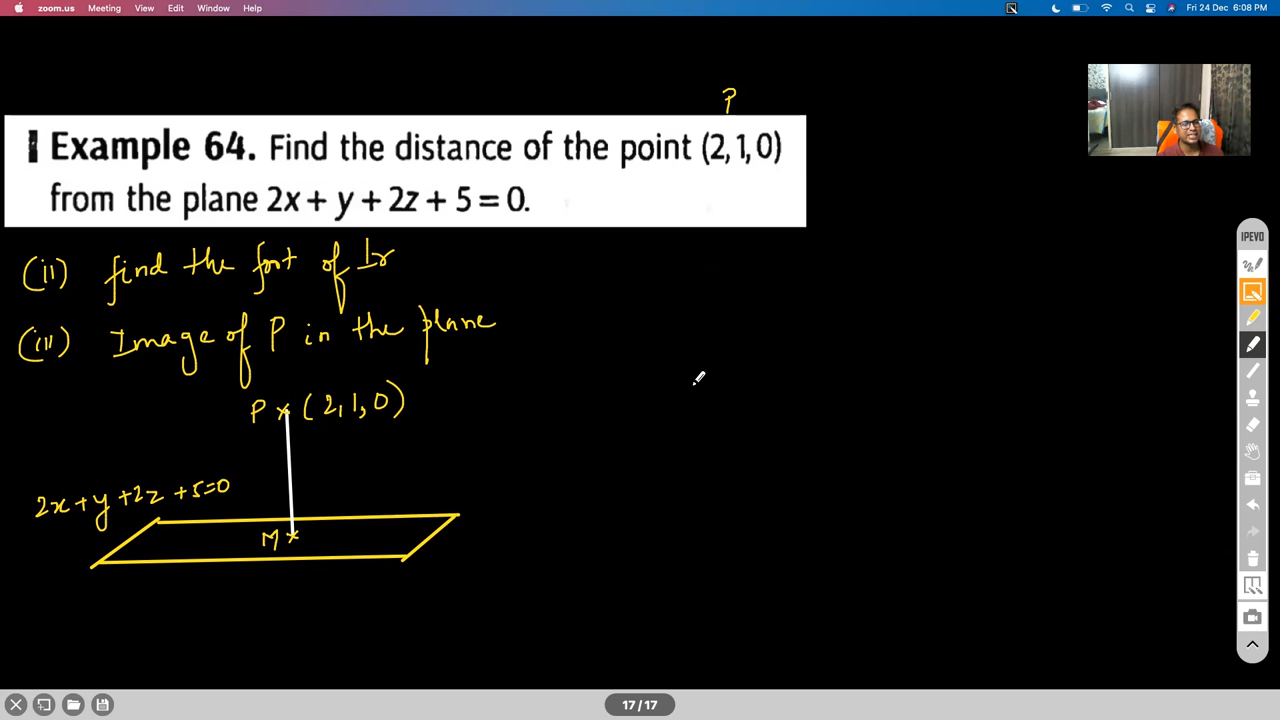 zoom.us Meeting View Edit Window Help Fri 24 Dec 6:08 PM
P
Example 64. Find the distance of the point (2, 1, 0)
from the plane 2x + y + 2z + 5 = 0.
(ii) find the foot of ⊥r
(iii) Image of P in the plane
P × (2, 1, 0)
2x + y + 2z + 5 = 0
M ×
IPEVO
17 / 17